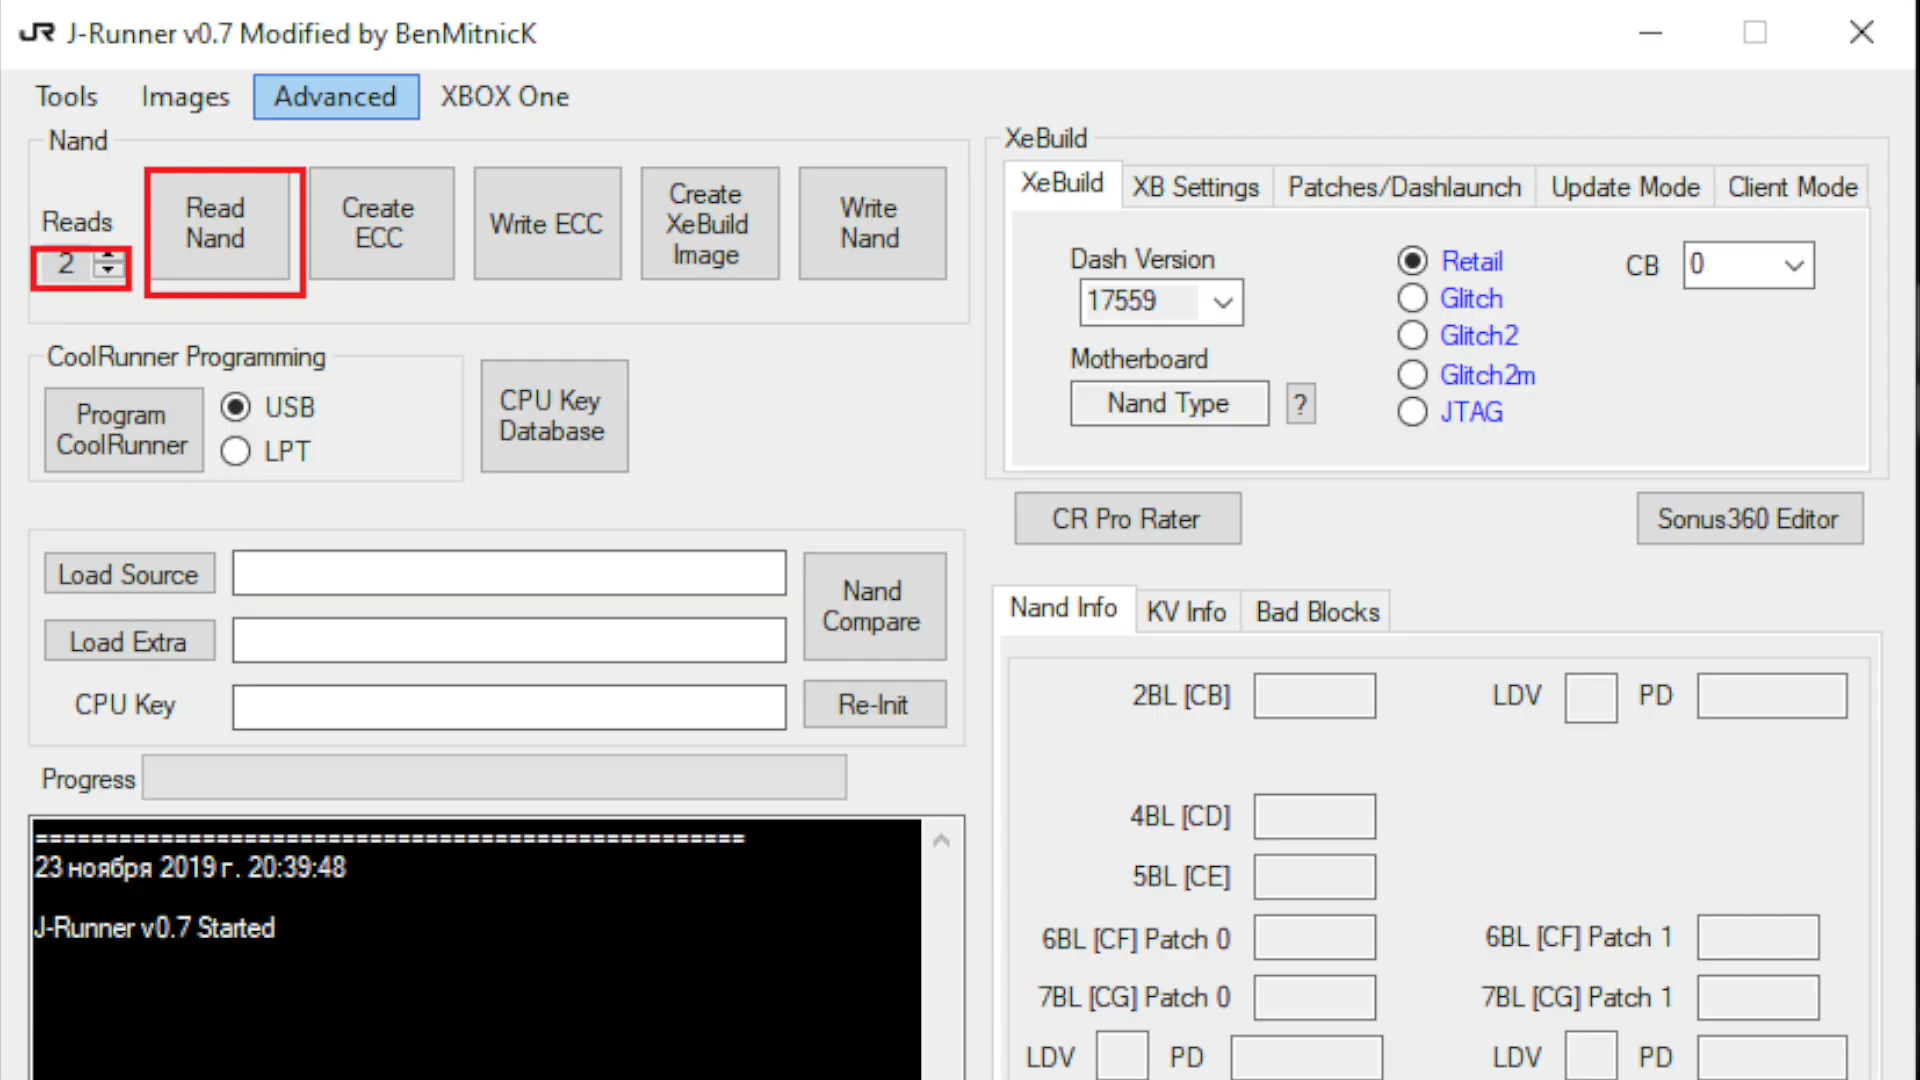 JR J-Runner v0.7 Modified by BenMitnicK
Tools Images Advanced XBOX One
Nand
Reads
2
Read Nand
Create ECC
Write ECC
Create XeBuild Image
Write Nand
CoolRunner Programming
Program CoolRunner
USB
LPT
CPU Key Database
Load Source
Load Extra
CPU Key
Nand Compare
Re-Init
Progress
==================================================
23 ноября 2019 г. 20:39:48
J-Runner v0.7 Started
XeBuild
XeBuild XB Settings Patches/Dashlaunch Update Mode Client Mode
Dash Version
17559
Motherboard
Nand Type ?
Retail
Glitch
Glitch2
Glitch2m
JTAG
CB 0
CR Pro Rater
Sonus360 Editor
Nand Info KV Info Bad Blocks
2BL [CB] LDV PD
4BL [CD]
5BL [CE]
6BL [CF] Patch 0 6BL [CF] Patch 1
7BL [CG] Patch 0 7BL [CG] Patch 1
LDV PD LDV PD